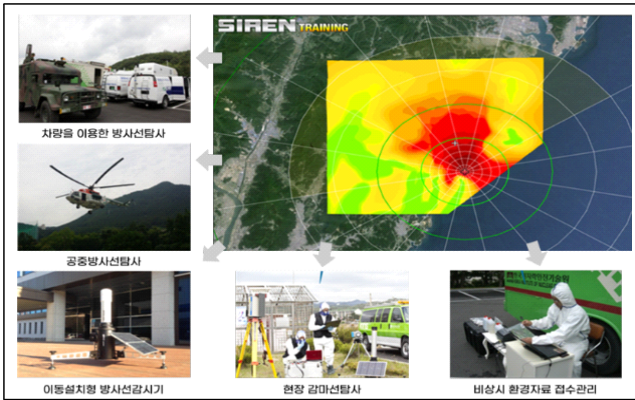 SIREN TRAINING
차량을 이용한 방사선탐사
공중방사선탐사
이동설치형 방사선감시기
현장 감마선탐사
비상시 환경자료 접수관리